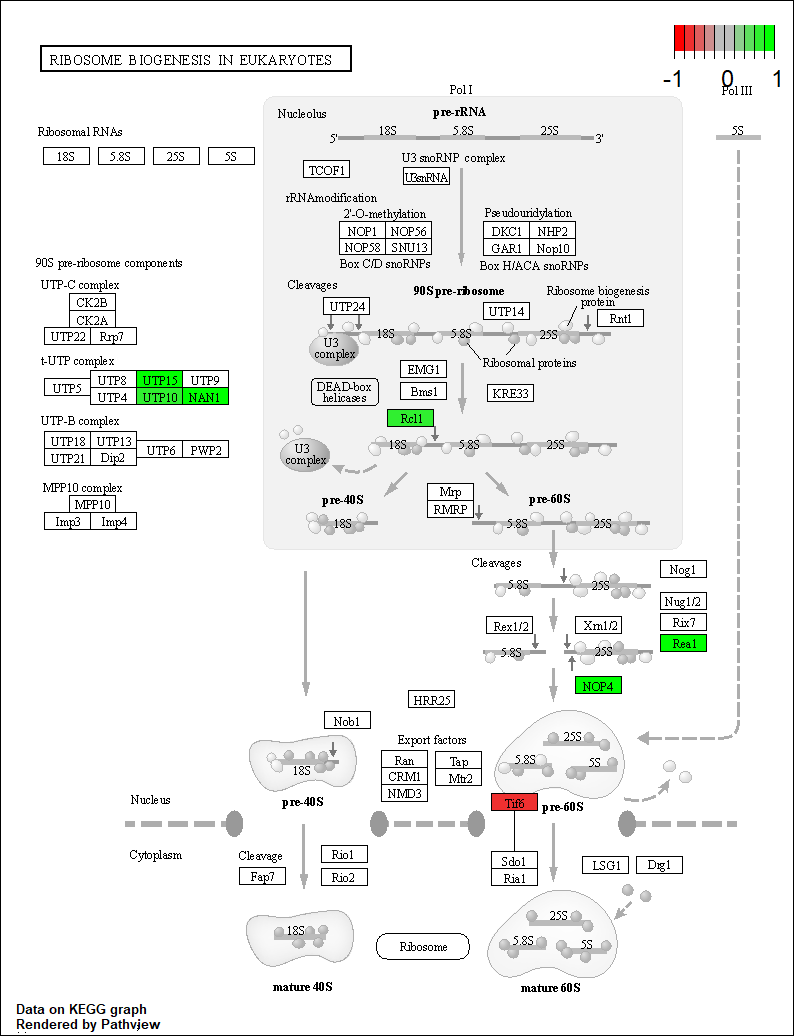 RIBOSOME BIOGENESIS IN EUKARYOTES
-1 0 1
Pol I
Pol III
Nucleolus
pre-rRNA
5'
18S
5.8S
25S
3'
5S
Ribosomal RNAs
18S
5.8S
25S
5S
U3 snoRNP complex
TCOF1
U3snRNA
rRNAmodification
2'-O-methylation
NOP1
NOP56
NOP58
SNU13
Box C/D snoRNPs
Pseudouridylation
DKC1
NHP2
GAR1
Nop10
Box H/ACA snoRNPs
90S pre-ribosome components
UTP-C complex
CK2B
CK2A
UTP22
Rrp7
t-UTP complex
UTP5
UTP8
UTP15
UTP9
UTP4
UTP10
NAN1
UTP-B complex
UTP18
UTP13
UTP21
Dip2
UTP6
PWP2
MPP10 complex
MPP10
Imp3
Imp4
Cleavages
90S pre-ribosome
Ribosome biogenesis
protein
UTP24
UTP14
Rnt1
18S
5.8S
25S
U3
complex
Ribosomal proteins
EMG1
Bms1
KRE33
DEAD-box
helicases
Rcl1
18S
5.8S
25S
U3
complex
pre-40S
Mrp
RMRP
pre-60S
18S
5.8S
25S
Cleavages
5.8S
25S
Nog1
Nug1/2
Rix7
Rea1
Rex1/2
Xrn1/2
5.8S
25S
NOP4
HRR25
Nob1
Export factors
Ran
CRM1
NMD3
Tap
Mtr2
18S
25S
5.8S
5S
pre-40S
Tif6
pre-60S
Nucleus
Cytoplasm
Cleavage
Fap7
Rio1
Rio2
Sdo1
Ria1
LSG1
Drg1
18S
25S
5.8S
5S
Ribosome
mature 40S
mature 60S
Data on KEGG graph
Rendered by Pathview